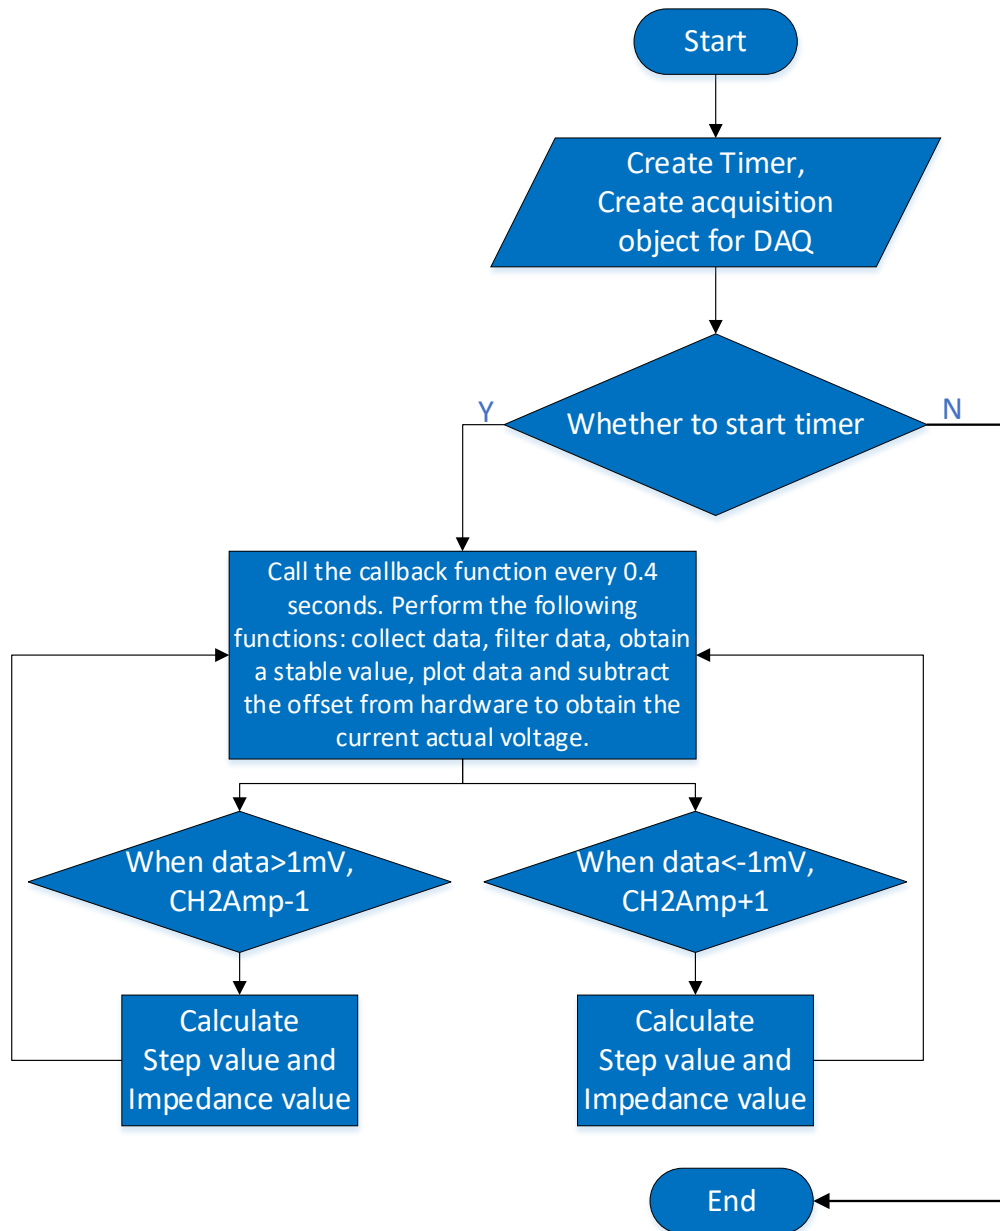 Start
Create Timer,
Create acquisition
object for DAQ
Whether to start timer
Y
N
Call the callback function every 0.4
seconds. Perform the following
functions: collect data, filter data, obtain
a stable value, plot data and subtract
the offset from hardware to obtain the
current actual voltage.
When data>1mV,
CH2Amp-1
When data<-1mV,
CH2Amp+1
Calculate
Step value and
Impedance value
Calculate
Step value and
Impedance value
End